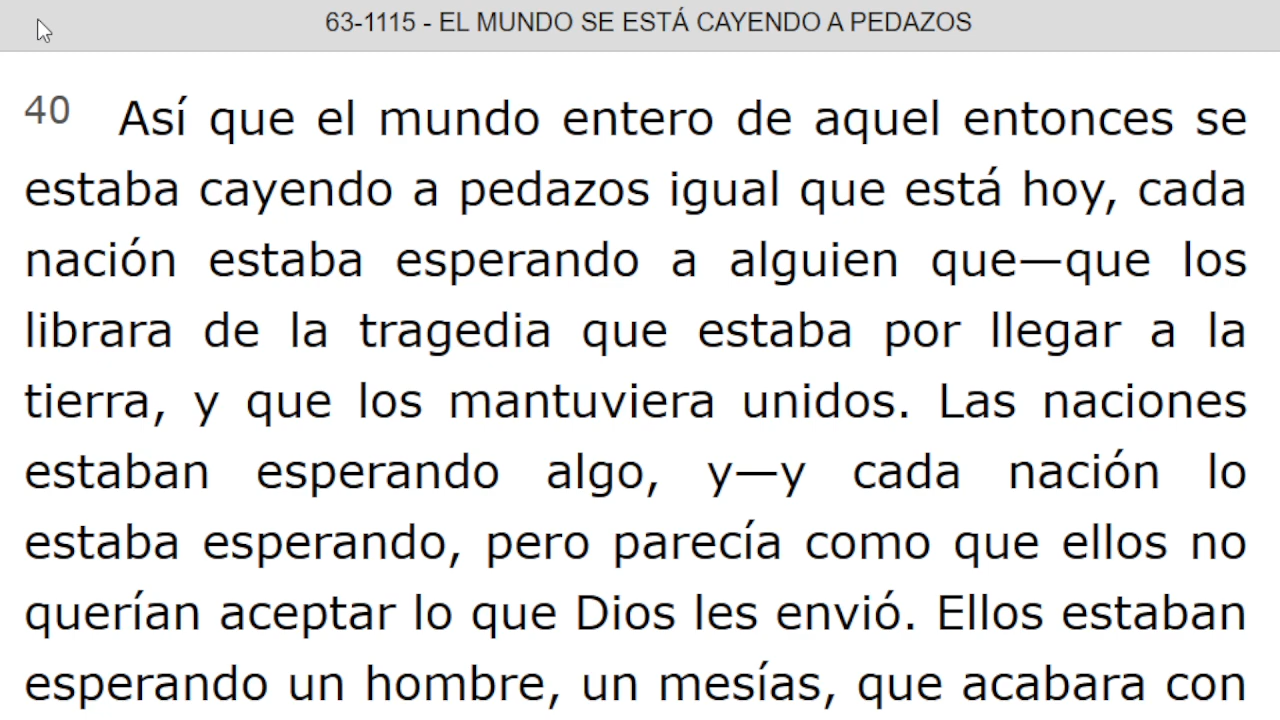 63-1115 - EL MUNDO SE ESTÁ CAYENDO A PEDAZOS
40 Así que el mundo entero de aquel entonces se
estaba cayendo a pedazos igual que está hoy, cada
nación estaba esperando a alguien que—que los
librara de la tragedia que estaba por llegar a la
tierra, y que los mantuviera unidos. Las naciones
estaban esperando algo, y—y cada nación lo
estaba esperando, pero parecía como que ellos no
querían aceptar lo que Dios les envió. Ellos estaban
esperando un hombre, un mesías, que acabara con